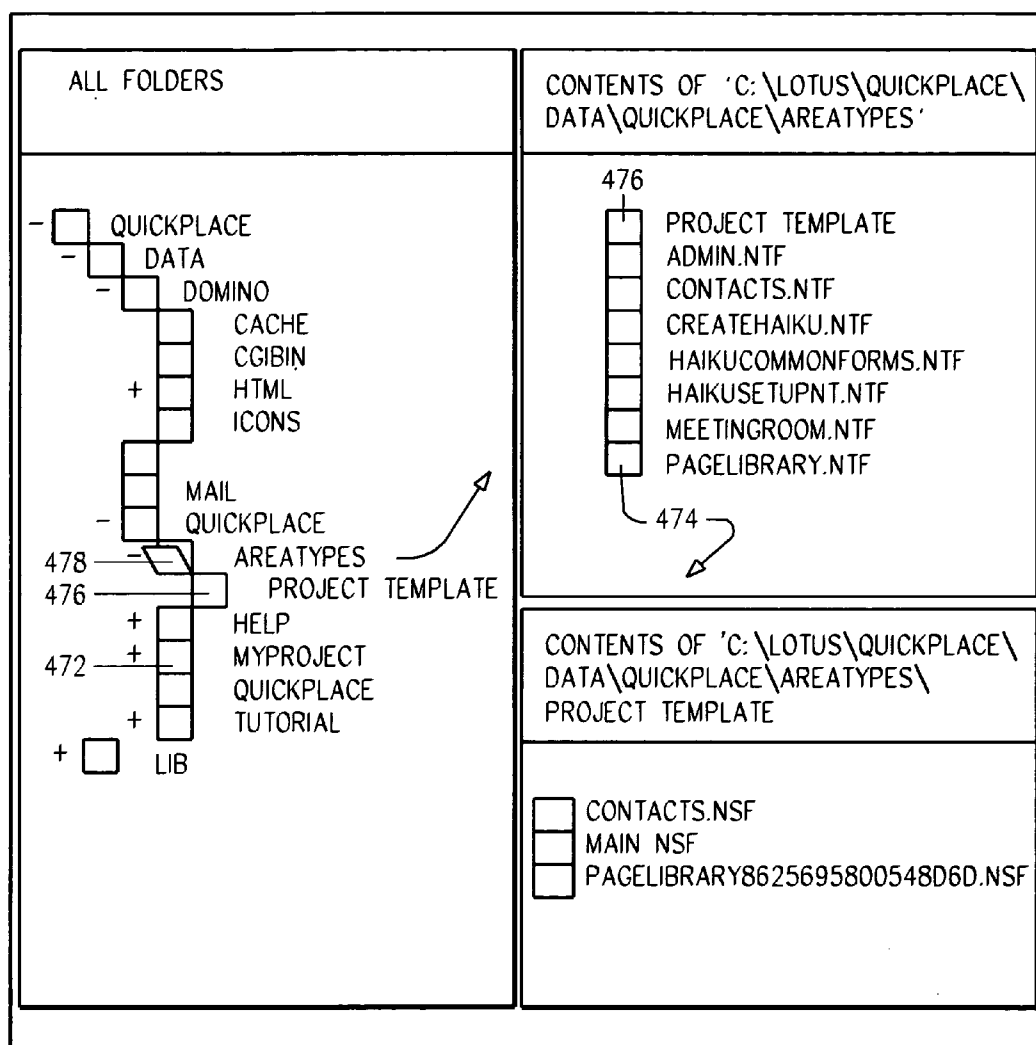 ALL FOLDERS
- QUICKPLACE
- DATA
- DOMINO
CACHE
CGIBIN
+ HTML
ICONS
MAIL
- QUICKPLACE
478 - AREATYPES
476 PROJECT TEMPLATE
+ HELP
472 + MYPROJECT
QUICKPLACE
+ TUTORIAL
+ LIB
CONTENTS OF 'C:\LOTUS\QUICKPLACE\
DATA\QUICKPLACE\AREATYPES'
476
PROJECT TEMPLATE
ADMIN.NTF
CONTACTS.NTF
CREATEHAIKU.NTF
HAIKUCOMMONFORMS.NTF
HAIKUSETUPNT.NTF
MEETINGROOM.NTF
PAGELIBRARY.NTF
474
CONTENTS OF 'C:\LOTUS\QUICKPLACE\
DATA\QUICKPLACE\AREATYPES\
PROJECT TEMPLATE
CONTACTS.NSF
MAIN NSF
PAGELIBRARY8625695800548D6D.NSF